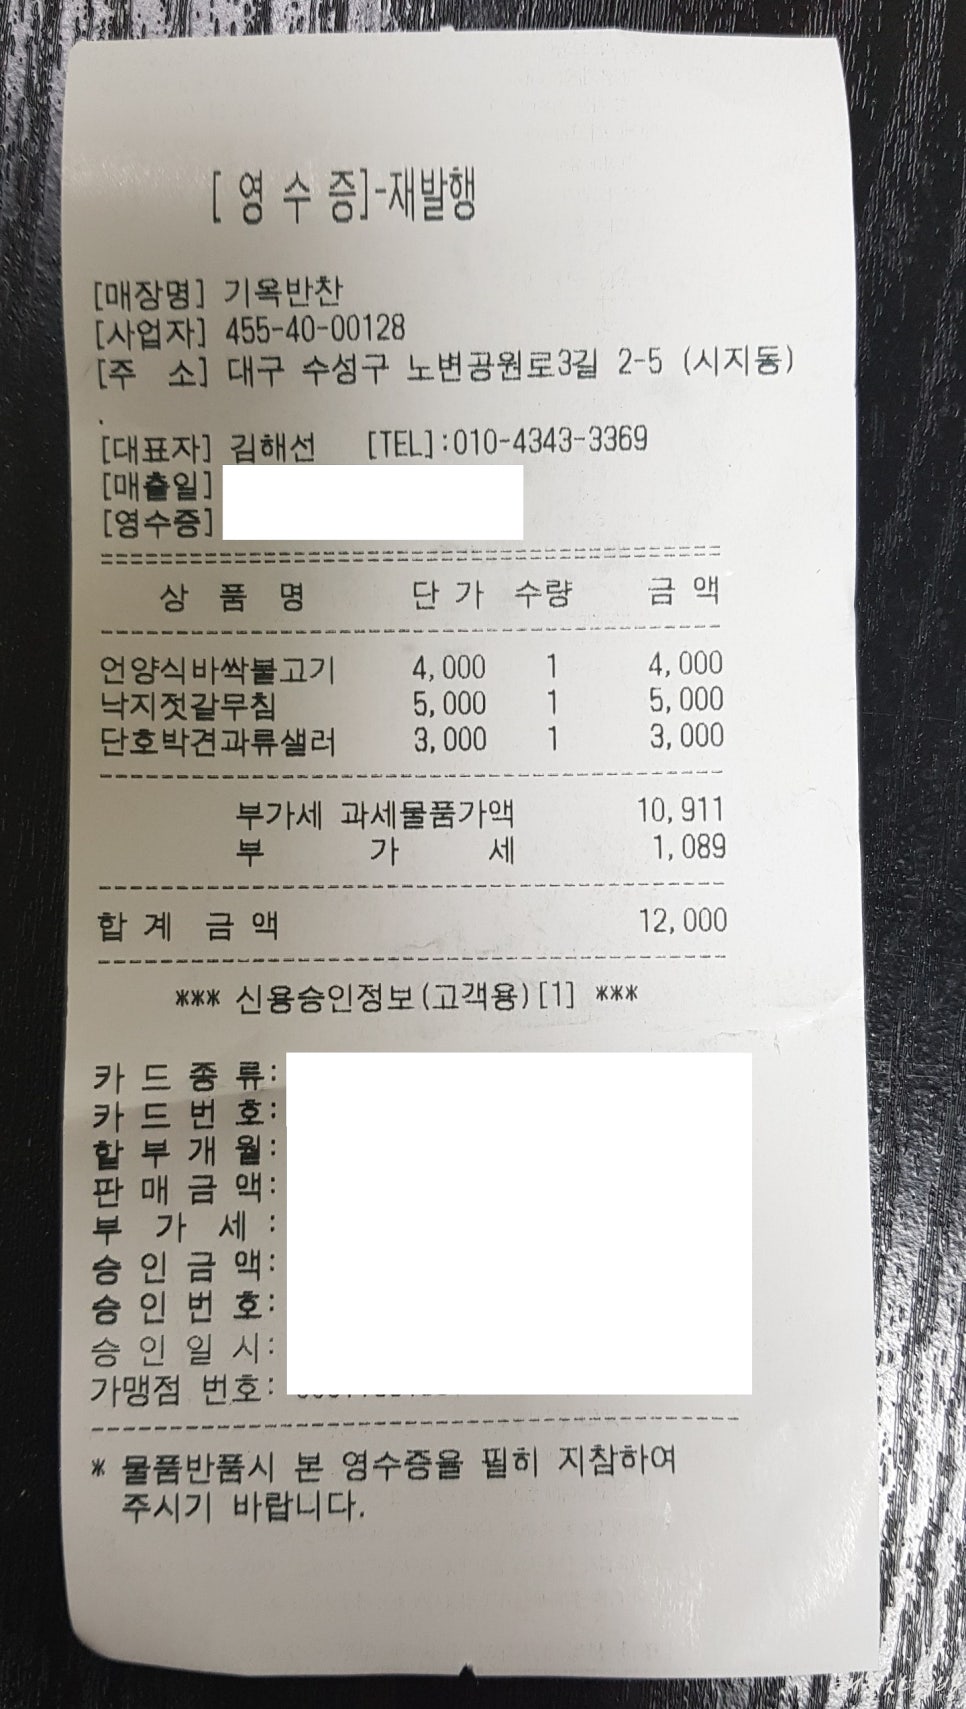 [ 영 수 증]-재발행
[매장명] 기옥반찬
[사업자] 455-40-00128
[주 소] 대구 수성구 노변공원로3길 2-5 (시지동)
.
[대표자] 김해선 [TEL]:010-4343-3369
[매출일]
[영수증]
상 품 명 단 가 수량 금 액
언양식바싹불고기 4,000 1 4,000
낙지젓갈무침 5,000 1 5,000
단호박견과류샐러 3,000 1 3,000
부가세 과세물품가액 10,911
부 가 세 1,089
합 계 금 액 12,000
*** 신용승인정보(고객용)[1] ***
카 드 종 류:
카 드 번 호:
할 부 개 월:
판 매 금 액:
부 가 세 :
승 인 금 액:
승 인 번 호:
승 인 일 시:
가맹점 번호:
* 물품반품시 본 영수증을 필히 지참하여
주시기 바랍니다.